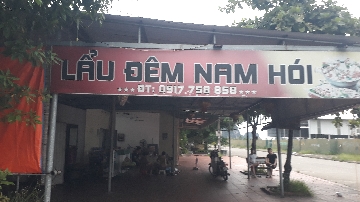 LẨU ĐÊM NAM HÓI
*** ĐT: 0917.758.858 ***